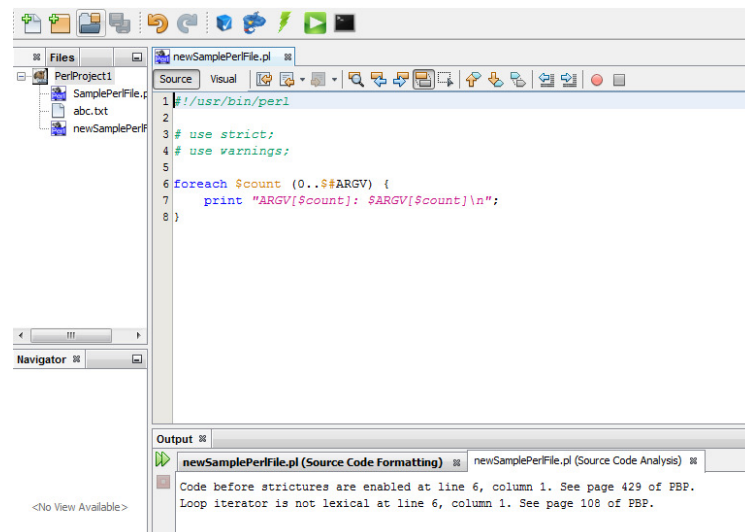 Files
PerlProject1
SamplePerlFile.p
abc.txt
newSamplePerlF
Navigator
<No View Available>
newSamplePerlFile.pl
Source Visual
1 #!/usr/bin/perl
2
3 # use strict;
4 # use warnings;
5
6 foreach $count (0..$#ARGV) {
7 print "ARGV[$count]: $ARGV[$count]\n";
8 }
Output
newSamplePerlFile.pl (Source Code Formatting) newSamplePerlFile.pl (Source Code Analysis)
Code before strictures are enabled at line 6, column 1. See page 429 of PBP.
Loop iterator is not lexical at line 6, column 1. See page 108 of PBP.